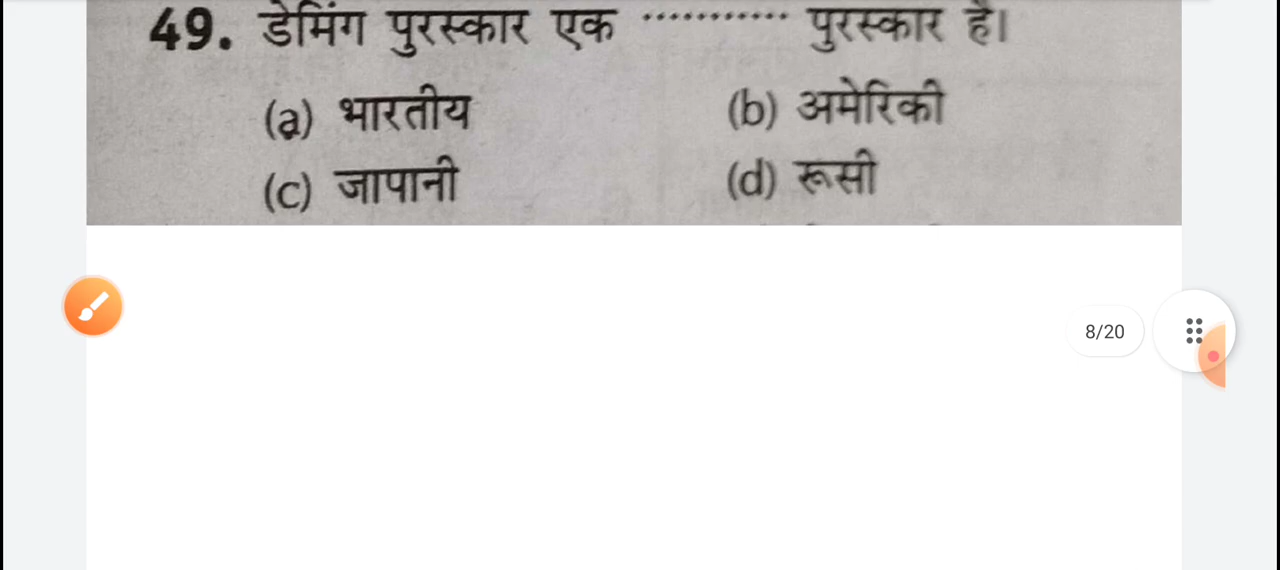 49. डेमिंग पुरस्कार एक ··········· पुरस्कार है।
(a) भारतीय (b) अमेरिकी
(c) जापानी (d) रूसी
8/20